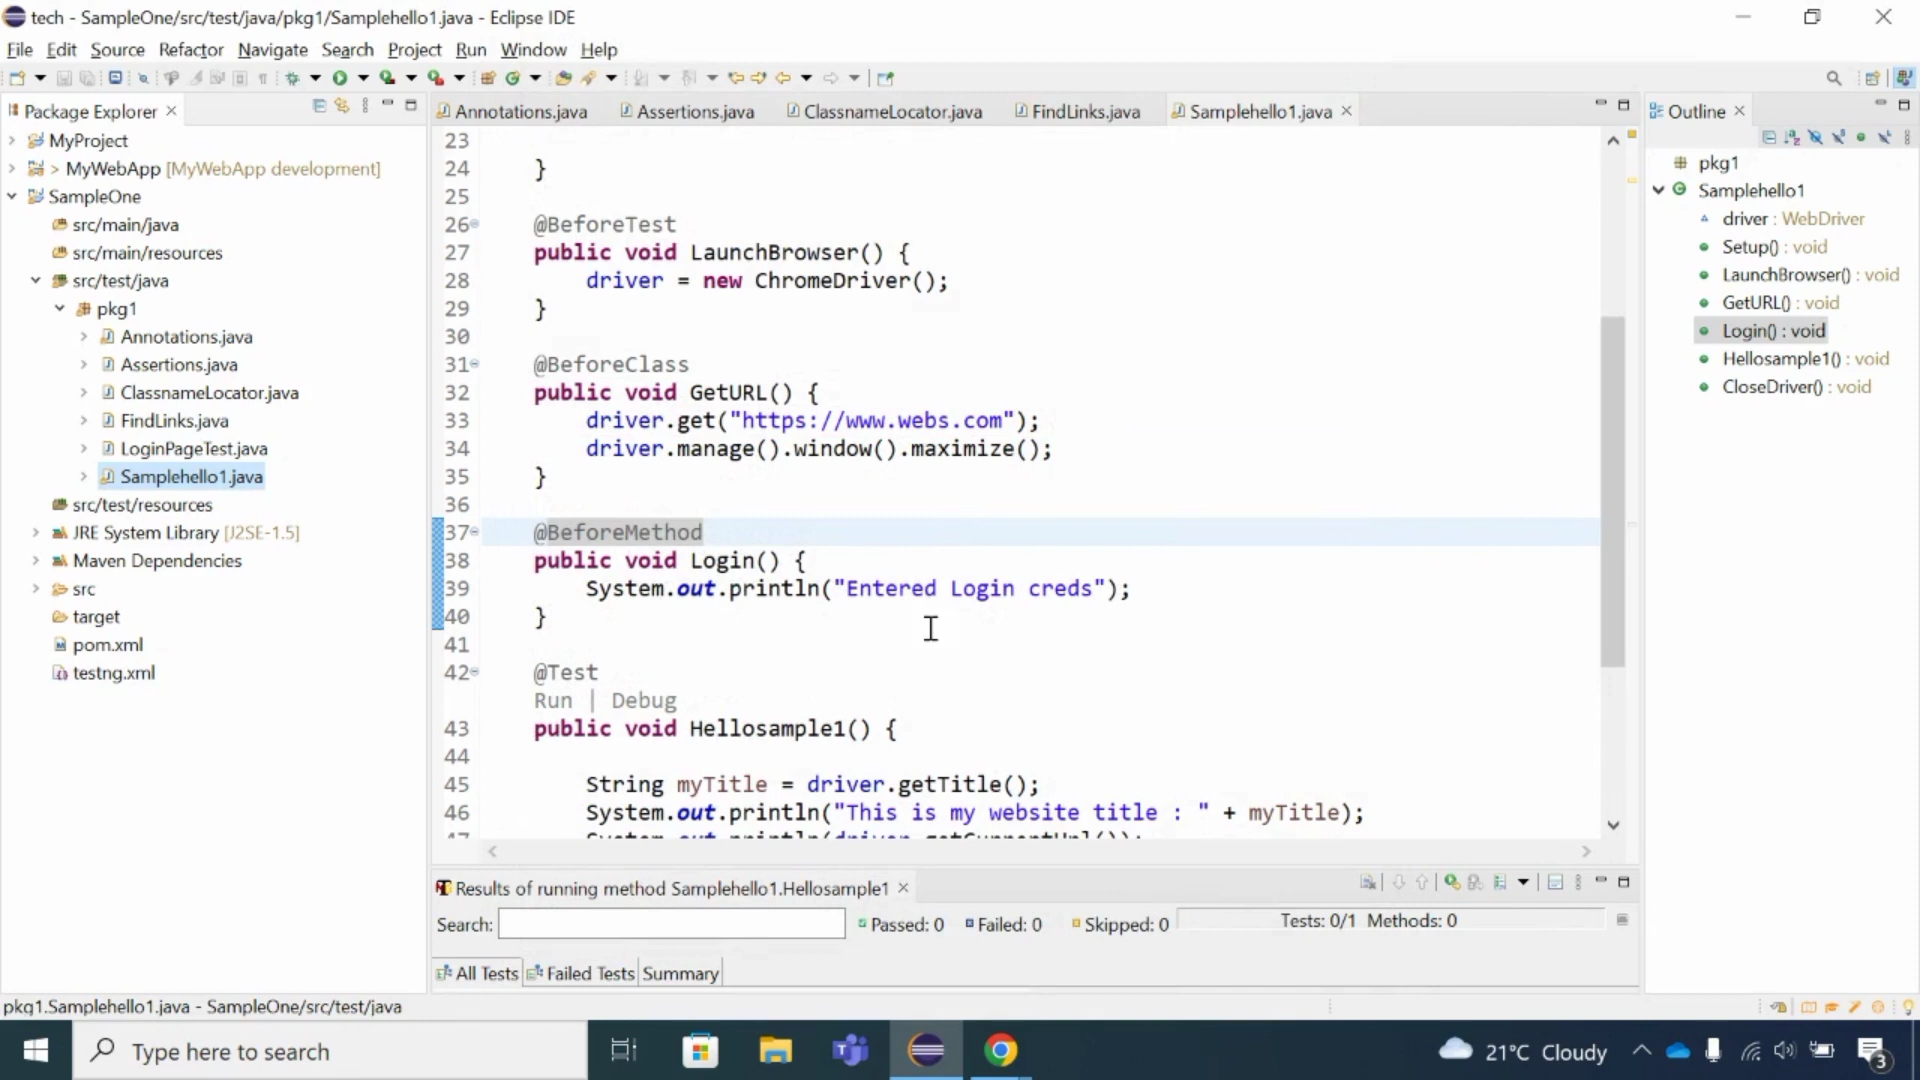 tech - SampleOne/src/test/java/pkg1/Samplehello1.java - Eclipse IDE
File Edit Source Refactor Navigate Search Project Run Window Help
Package Explorer
MyProject
> MyWebApp [MyWebApp development]
SampleOne
src/main/java
src/main/resources
src/test/java
pkg1
Annotations.java
Assertions.java
ClassnameLocator.java
FindLinks.java
LoginPageTest.java
Samplehello1.java
src/test/resources
JRE System Library [J2SE-1.5]
Maven Dependencies
src
target
pom.xml
testng.xml
Annotations.java Assertions.java ClassnameLocator.java FindLinks.java Samplehello1.java
23
24 }
25
26 @BeforeTest
27 public void LaunchBrowser() {
28 driver = new ChromeDriver();
29 }
30
31 @BeforeClass
32 public void GetURL() {
33 driver.get("https://www.webs.com");
34 driver.manage().window().maximize();
35 }
36
37 @BeforeMethod
38 public void Login() {
39 System.out.println("Entered Login creds");
40 }
41
42 @Test
Run | Debug
43 public void Hellosample1() {
44
45 String myTitle = driver.getTitle();
46 System.out.println("This is my website title : " + myTitle);
47 System.out.println(driver.getCurrentUrl());
Outline
pkg1
Samplehello1
driver : WebDriver
Setup() : void
LaunchBrowser() : void
GetURL() : void
Login() : void
Hellosample1() : void
CloseDriver() : void
Results of running method Samplehello1.Hellosample1
Search: Passed: 0 Failed: 0 Skipped: 0 Tests: 0/1 Methods: 0
All Tests Failed Tests Summary
pkg1.Samplehello1.java - SampleOne/src/test/java
Type here to search
21°C Cloudy
3